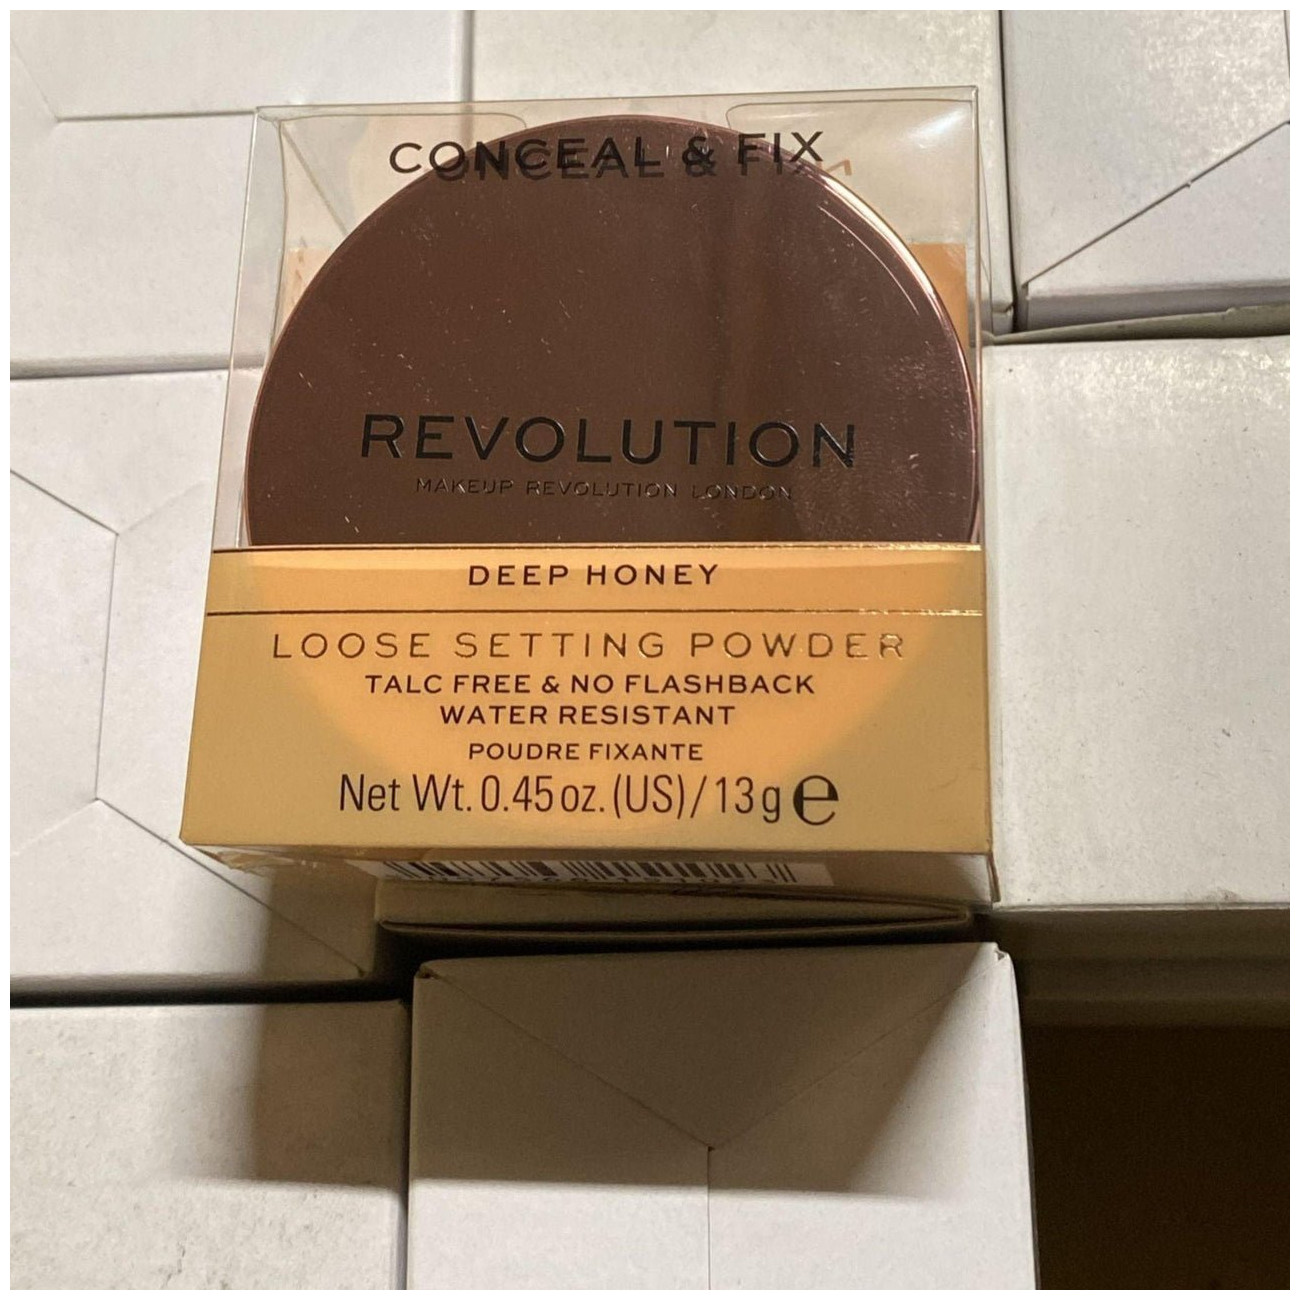 CONCEAL & FIX
REVOLUTION
MAKEUP REVOLUTION LONDON
DEEP HONEY
LOOSE SETTING POWDER
TALC FREE & NO FLASHBACK
WATER RESISTANT
POUDRE FIXANTE
Net Wt. 0.45 oz. (US) / 13 g e